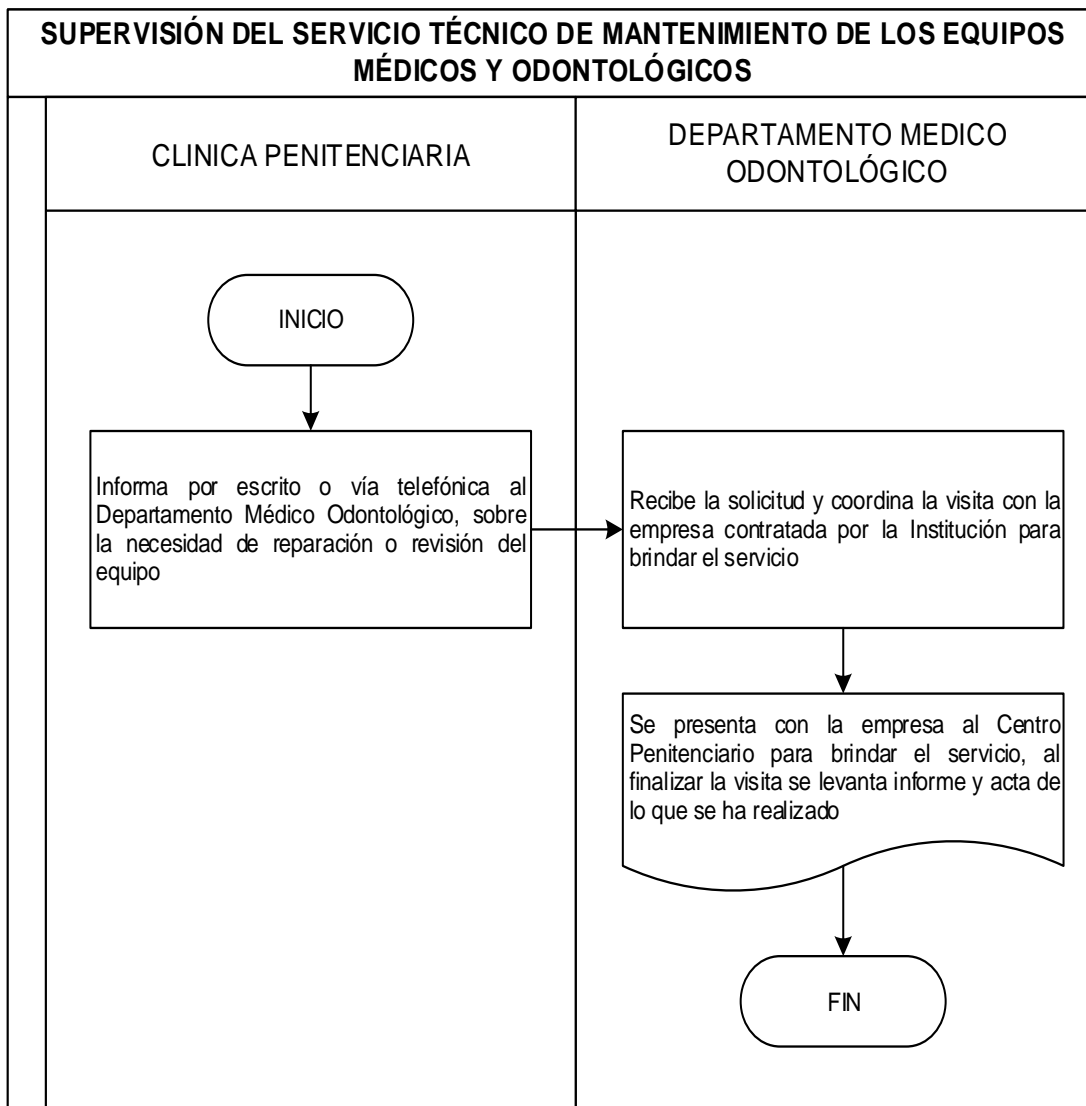 SUPERVISIÓN DEL SERVICIO TÉCNICO DE MANTENIMIENTO DE LOS EQUIPOS
MÉDICOS Y ODONTOLÓGICOS
CLINICA PENITENCIARIA
DEPARTAMENTO MEDICO
ODONTOLÓGICO
INICIO
Informa por escrito o vía telefónica al
Departamento Médico Odontológico, sobre
la necesidad de reparación o revisión del
equipo
Recibe la solicitud y coordina la visita con la
empresa contratada por la Institución para
brindar el servicio
Se presenta con la empresa al Centro
Penitenciario para brindar el servicio, al
finalizar la visita se levanta informe y acta de
lo que se ha realizado
FIN